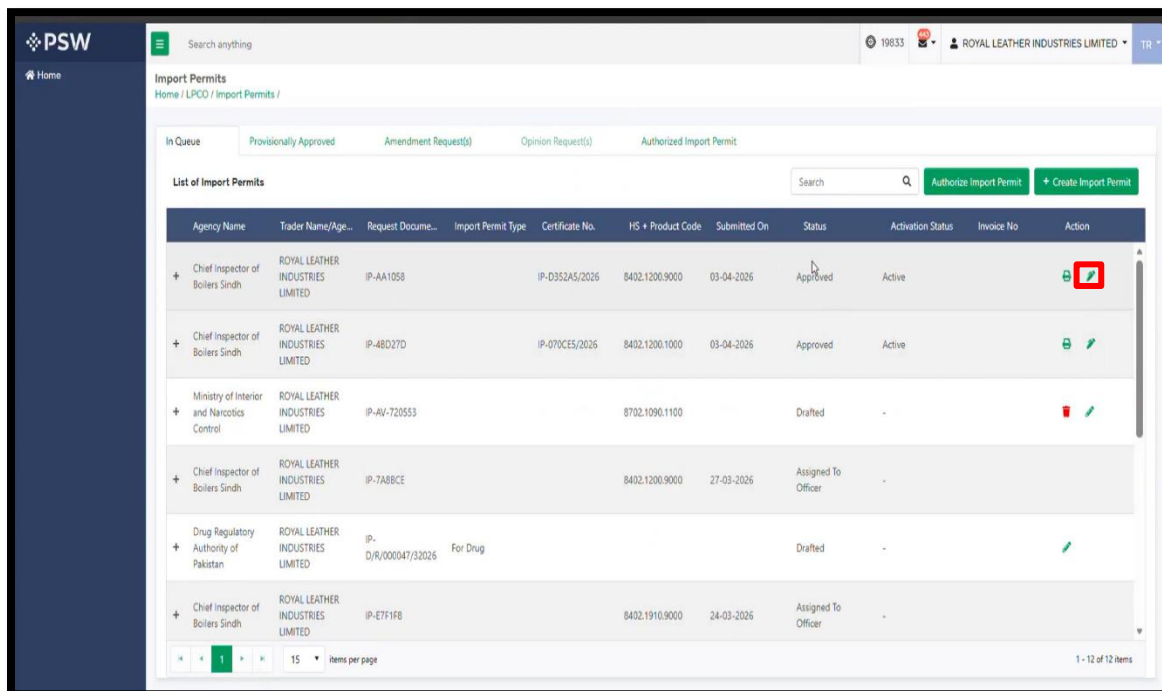 PSW
Search anything
19833
ROYAL LEATHER INDUSTRIES LIMITED
TR
Home
Import Permits
Home / LPCO / Import Permits /
In Queue Provisionally Approved Amendment Request(s) Opinion Request(s) Authorized Import Permit
List of Import Permits
Search
Authorize Import Permit
+ Create Import Permit
Agency Name Trader Name/Age... Request Docume... Import Permit Type Certificate No. HS + Product Code Submitted On Status Activation Status Invoice No Action
+ Chief Inspector of Boilers Sindh ROYAL LEATHER INDUSTRIES LIMITED IP-AA1058 IP-D352A5/2026 8402.1200.9000 03-04-2026 Approved Active
+ Chief Inspector of Boilers Sindh ROYAL LEATHER INDUSTRIES LIMITED IP-48D27D IP-070CE5/2026 8402.1200.1000 03-04-2026 Approved Active
+ Ministry of Interior and Narcotics Control ROYAL LEATHER INDUSTRIES LIMITED IP-AV-720553 8702.1090.1100 Drafted -
+ Chief Inspector of Boilers Sindh ROYAL LEATHER INDUSTRIES LIMITED IP-7A8BCE 8402.1200.9000 27-03-2026 Assigned To Officer -
+ Drug Regulatory Authority of Pakistan ROYAL LEATHER INDUSTRIES LIMITED IP-D/R/000047/32026 For Drug Drafted -
+ Chief Inspector of Boilers Sindh ROYAL LEATHER INDUSTRIES LIMITED IP-E7F1F8 8402.1910.9000 24-03-2026 Assigned To Officer -
1 15 items per page 1 - 12 of 12 items